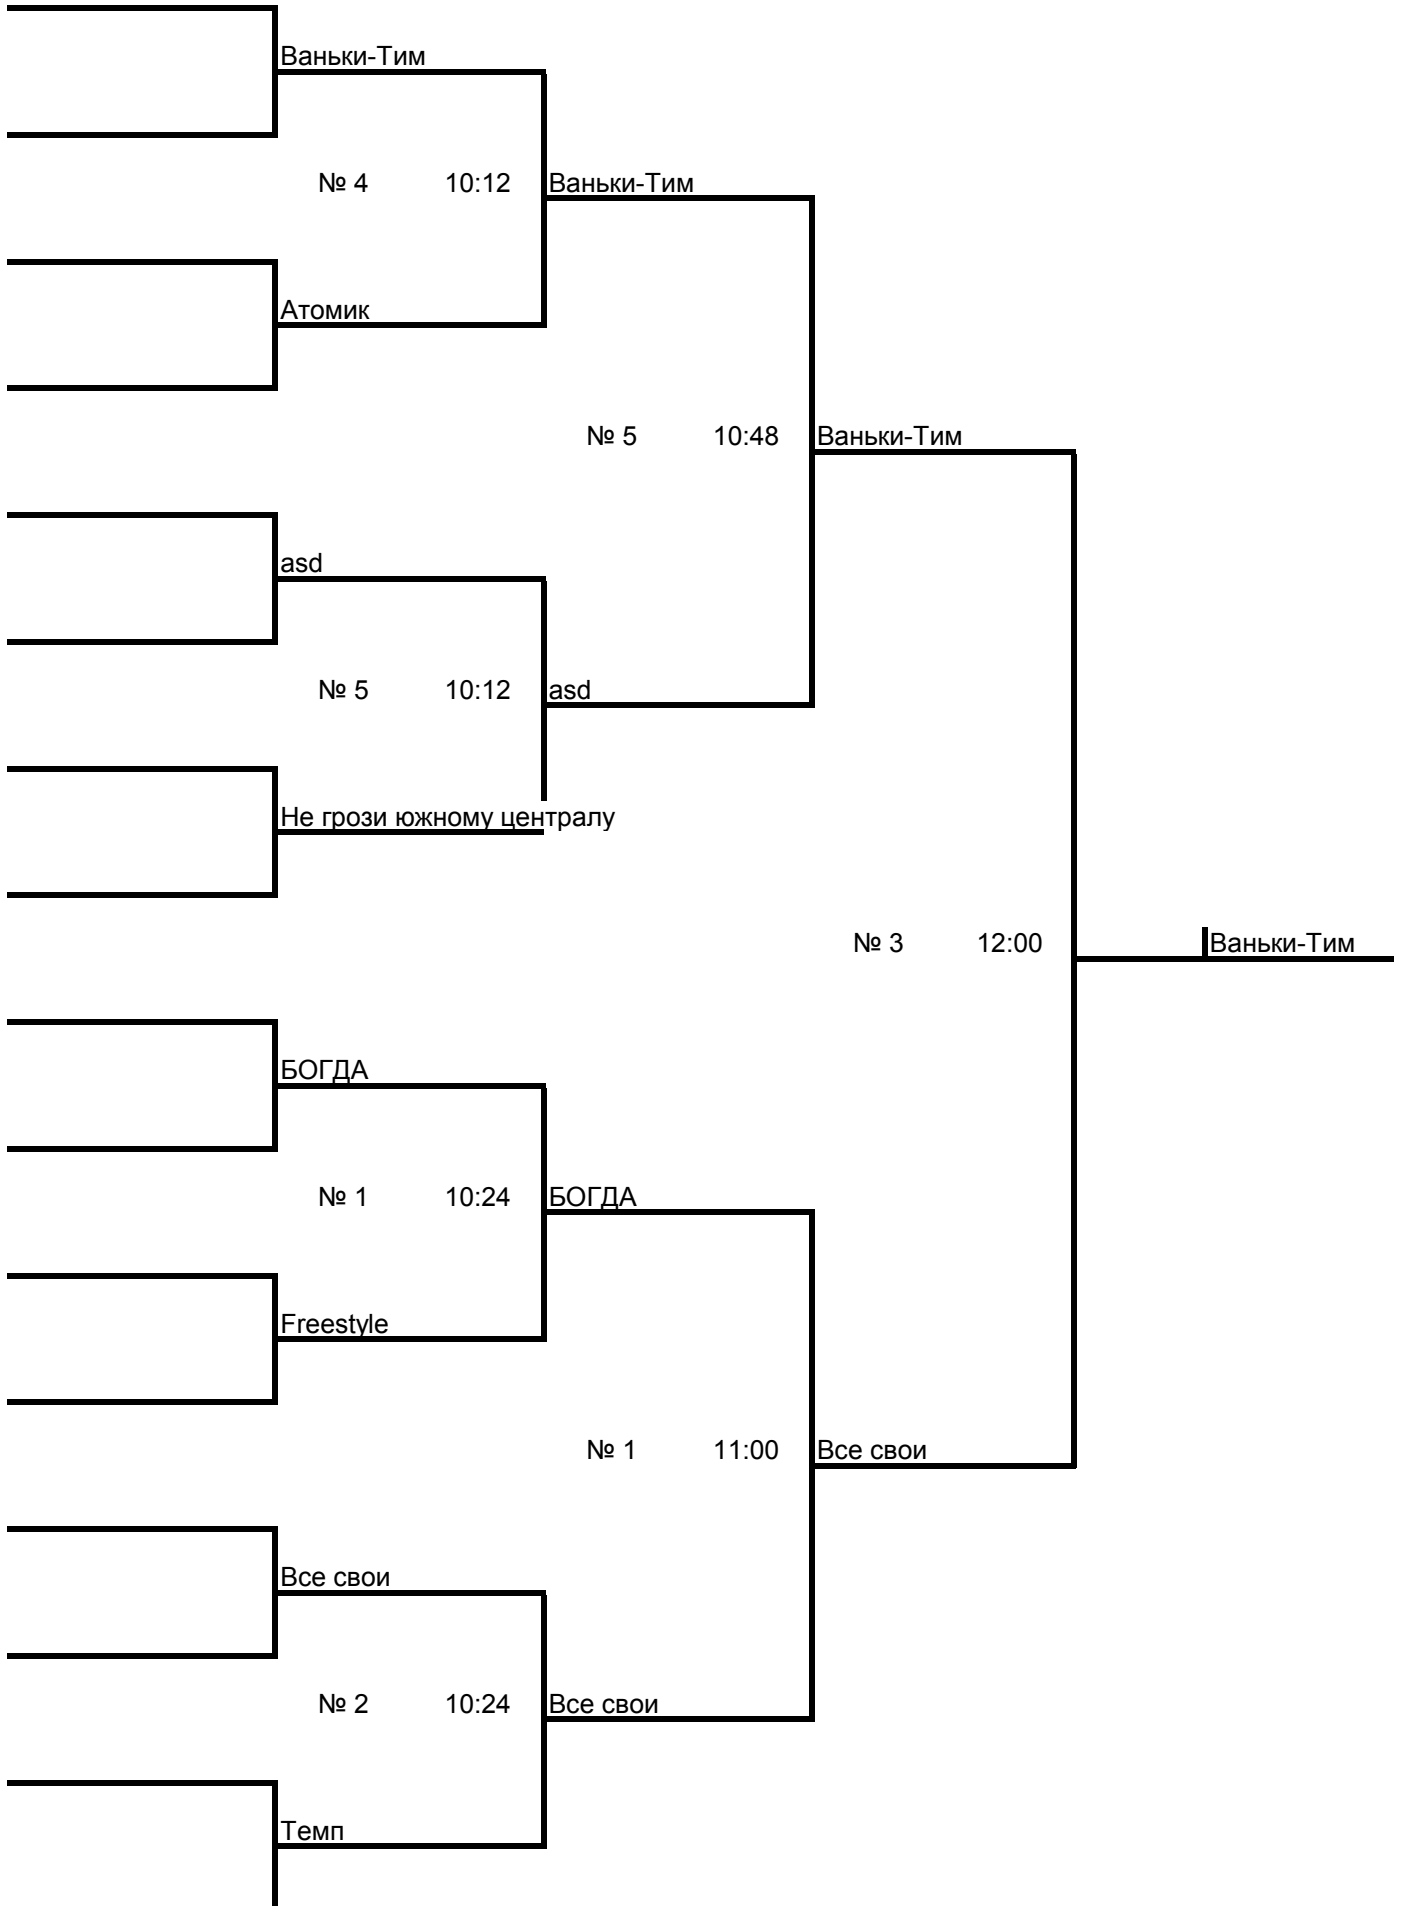 Ваньки-Тим
№ 4 10:12 Ваньки-Тим
Атомик
№ 5 10:48 Ваньки-Тим
asd
№ 5 10:12 asd
Не грози южному централу
№ 3 12:00 Ваньки-Тим
БОГДА
№ 1 10:24 БОГДА
Freestyle
№ 1 11:00 Все свои
Все свои
№ 2 10:24 Все свои
Темп